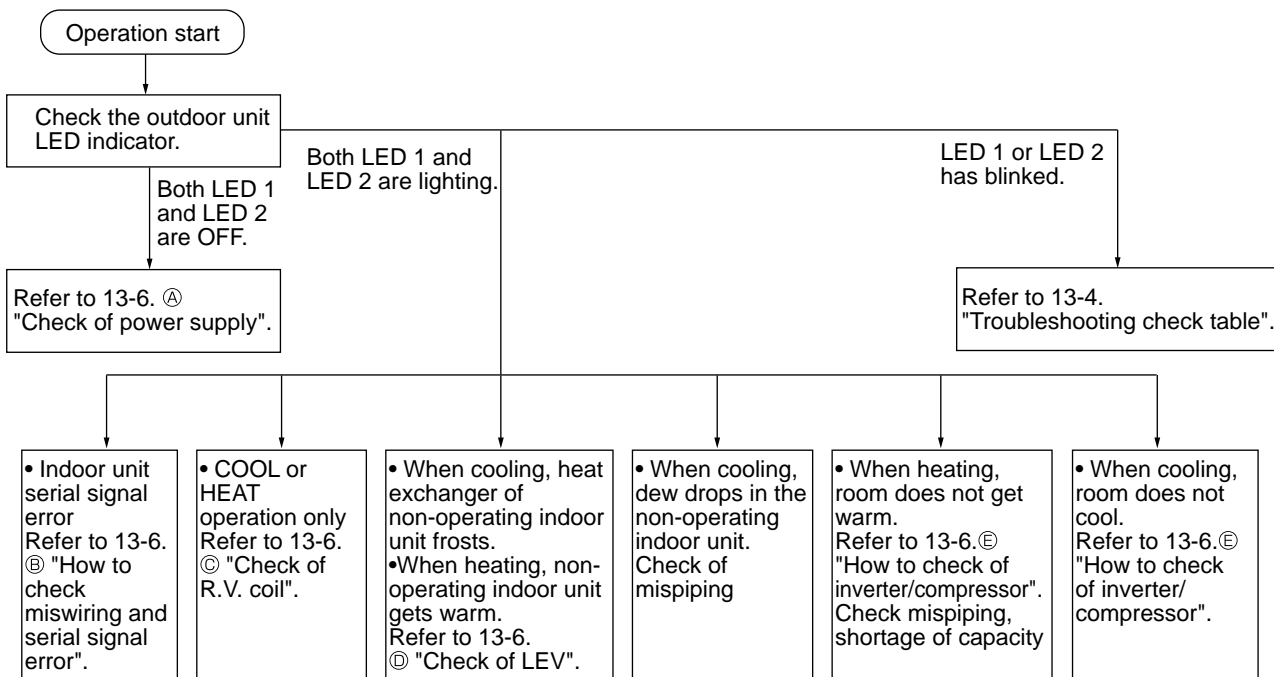 Operation start
Check the outdoor unit
LED indicator.
Both LED 1
and LED 2
are OFF.
Both LED 1 and
LED 2 are lighting.
LED 1 or LED 2
has blinked.
Refer to 13-6. Ⓐ
"Check of power supply".
Refer to 13-4.
"Troubleshooting check table".
• Indoor unit
serial signal
error
Refer to 13-6.
Ⓑ "How to
check
miswiring and
serial signal
error".
• COOL or
HEAT
operation only
Refer to 13-6.
Ⓒ "Check of
R.V. coil".
• When cooling, heat
exchanger of
non-operating indoor
unit frosts.
•When heating, non-
operating indoor unit
gets warm.
Refer to 13-6.
Ⓓ "Check of LEV".
• When cooling,
dew drops in the
non-operating
indoor unit.
Check of
mispiping
• When heating,
room does not get
warm.
Refer to 13-6.Ⓔ
"How to check of
inverter/compressor".
Check mispiping,
shortage of capacity
• When cooling,
room does not
cool.
Refer to 13-6.Ⓔ
"How to check
of inverter/
compressor".